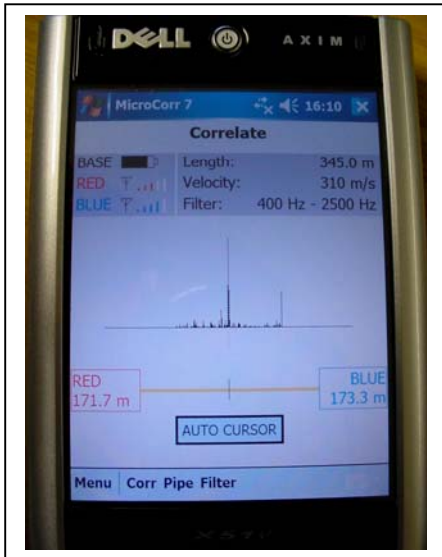 DELL AXIM
MicroCorr 7 16:10
Correlate
BASE Length: 345.0 m
RED Velocity: 310 m/s
BLUE Filter: 400 Hz - 2500 Hz
RED BLUE
171.7 m 173.3 m
AUTO CURSOR
Menu Corr Pipe Filter